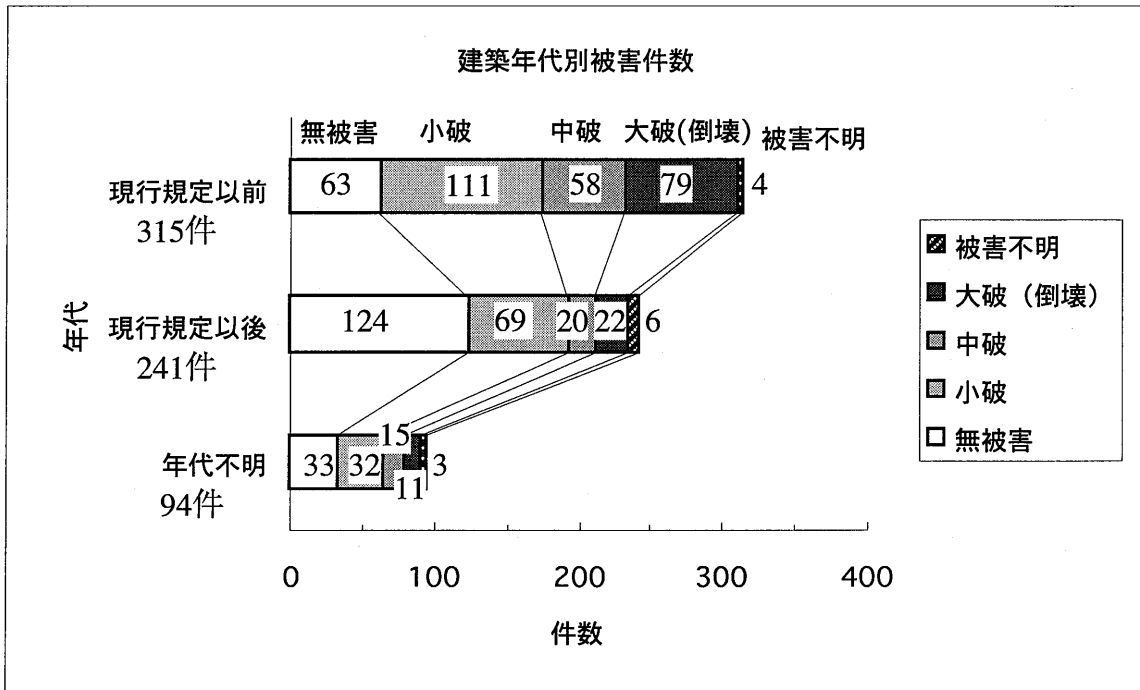 建築年代別被害件数
無被害 小破 中破 大破(倒壊) 被害不明
現行規定以前
315件
63 111 58 79 4
現行規定以後
241件
124 69 20 22 6
年代不明
94件
33 32 15 11 3
年代
0 100 200 300 400
件数
被害不明
大破（倒壊）
中破
小破
無被害